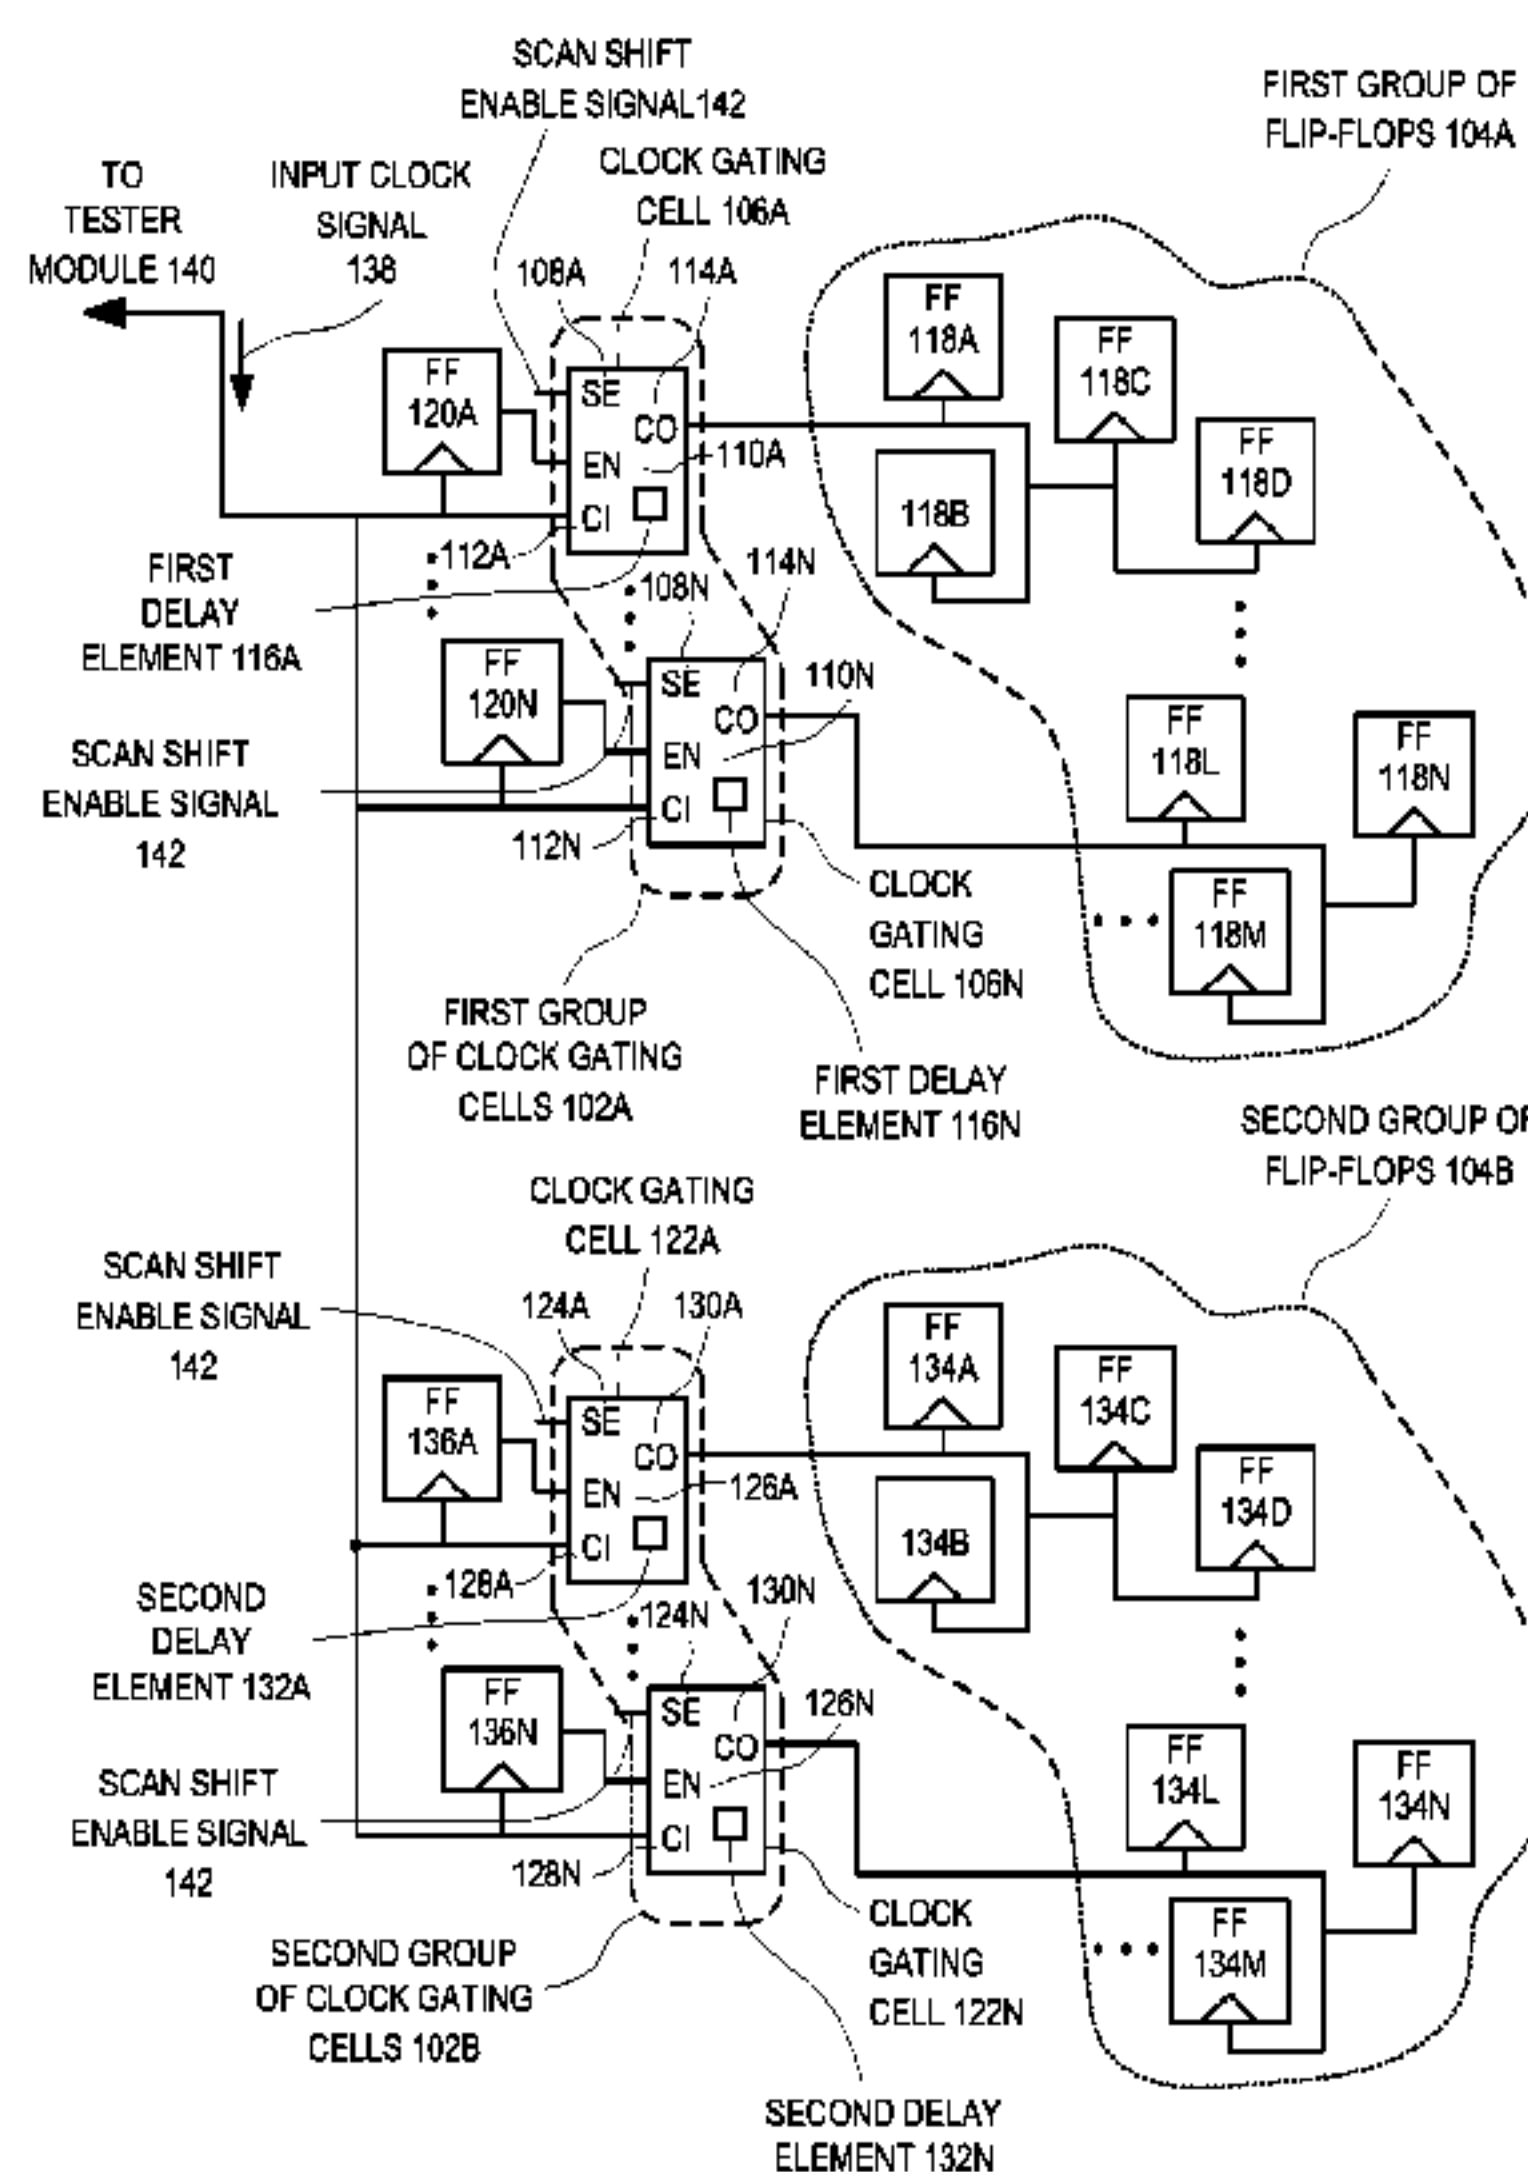 SCAN SHIFT
ENABLE SIGNAL142
FIRST GROUP OF
FLIP-FLOPS 104A
TO
TESTER
MODULE 140
INPUT CLOCK
SIGNAL
138
CLOCK GATING
CELL 106A
108A
114A
FF
120A
SE
CO
EN
CI
110A
112A
FF
118A
FF
118C
118B
FF
118D
FIRST
DELAY
ELEMENT 116A
108N
114N
FF
120N
SE
CO
EN
CI
110N
SCAN SHIFT
ENABLE SIGNAL
142
112N
FF
118L
FF
118N
FF
118M
CLOCK
GATING
CELL 106N
FIRST GROUP
OF CLOCK GATING
CELLS 102A
FIRST DELAY
ELEMENT 116N
SECOND GROUP OF
FLIP-FLOPS 104B
CLOCK GATING
CELL 122A
SCAN SHIFT
ENABLE SIGNAL
142
124A
130A
FF
136A
SE
CO
EN
CI
126A
128A
FF
134A
FF
134C
134B
FF
134D
SECOND
DELAY
ELEMENT 132A
124N
130N
FF
136N
SE
CO
EN
CI
126N
SCAN SHIFT
ENABLE SIGNAL
142
128N
FF
134L
FF
134N
FF
134M
CLOCK
GATING
CELL 122N
SECOND GROUP
OF CLOCK GATING
CELLS 102B
SECOND DELAY
ELEMENT 132N